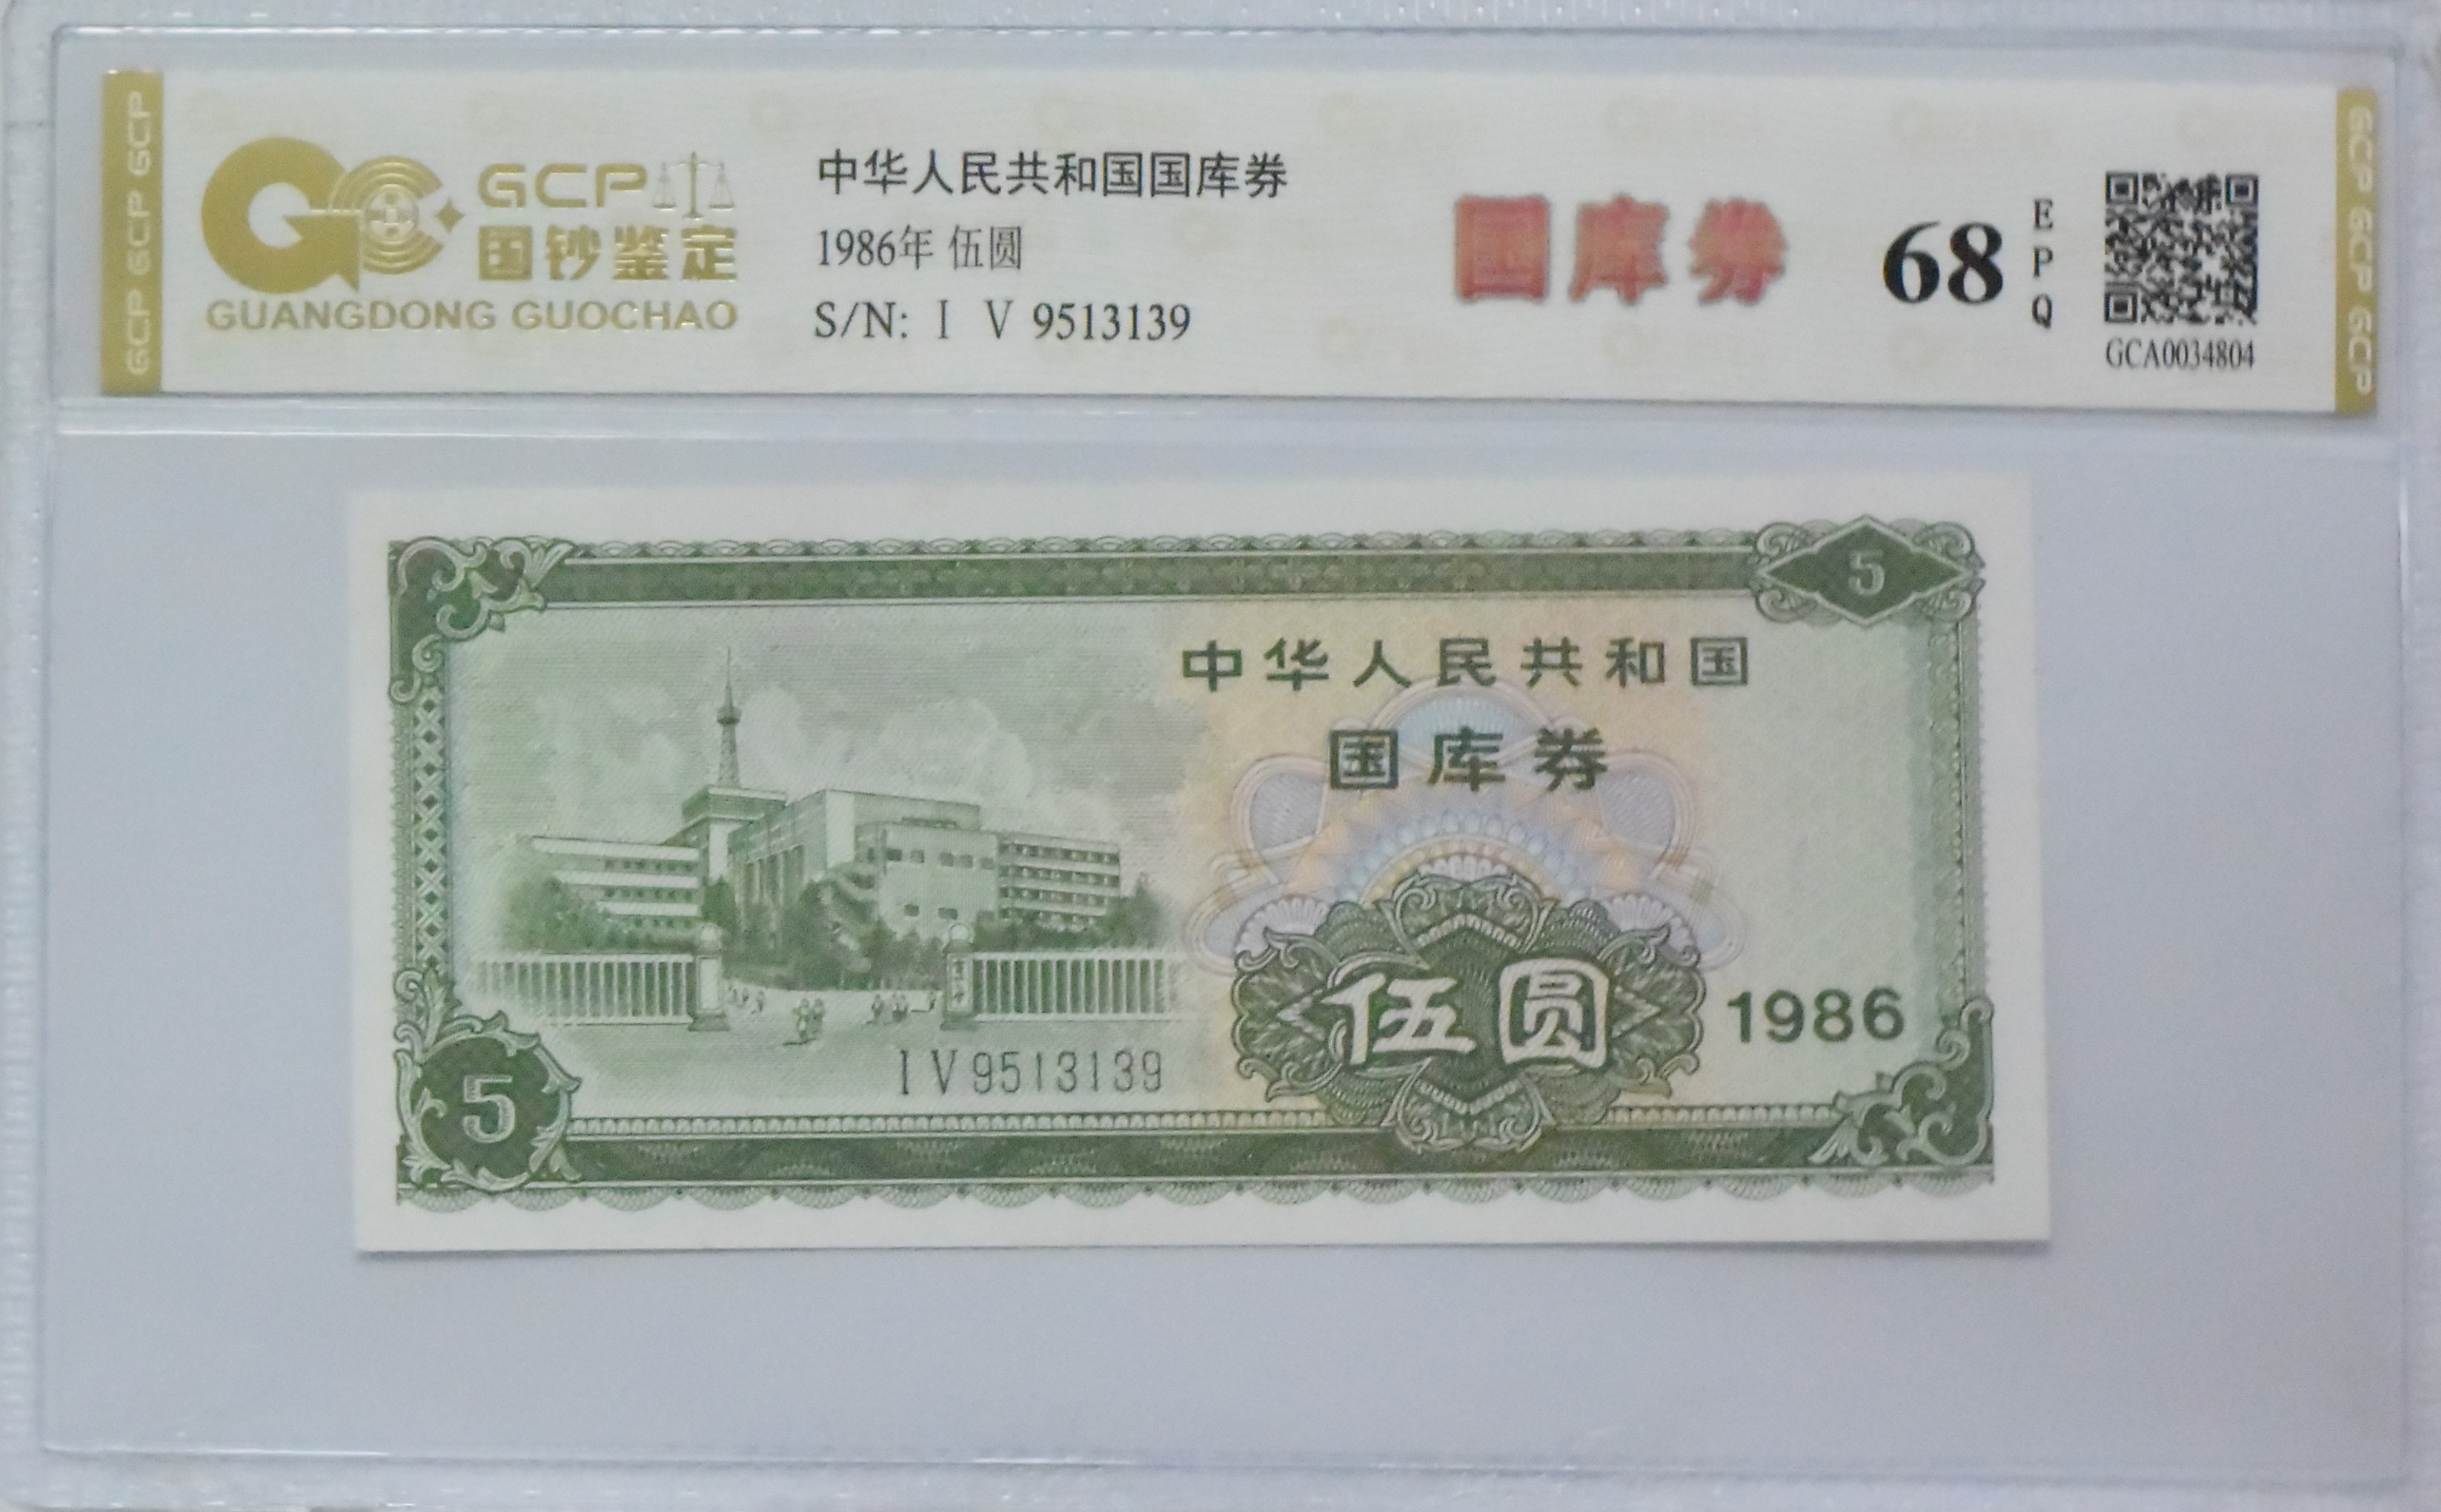 GCP GCP GCP
GCP
国钞鉴定
GUANGDONG GUOCHAO
中华人民共和国国库券
1986年 伍圆
S/N: I V 9513139
国库券
68
EPQ
GCA0034804
GCP GCP GCP
5
中华人民共和国
国库券
伍圆
1986
I V 9513139
5